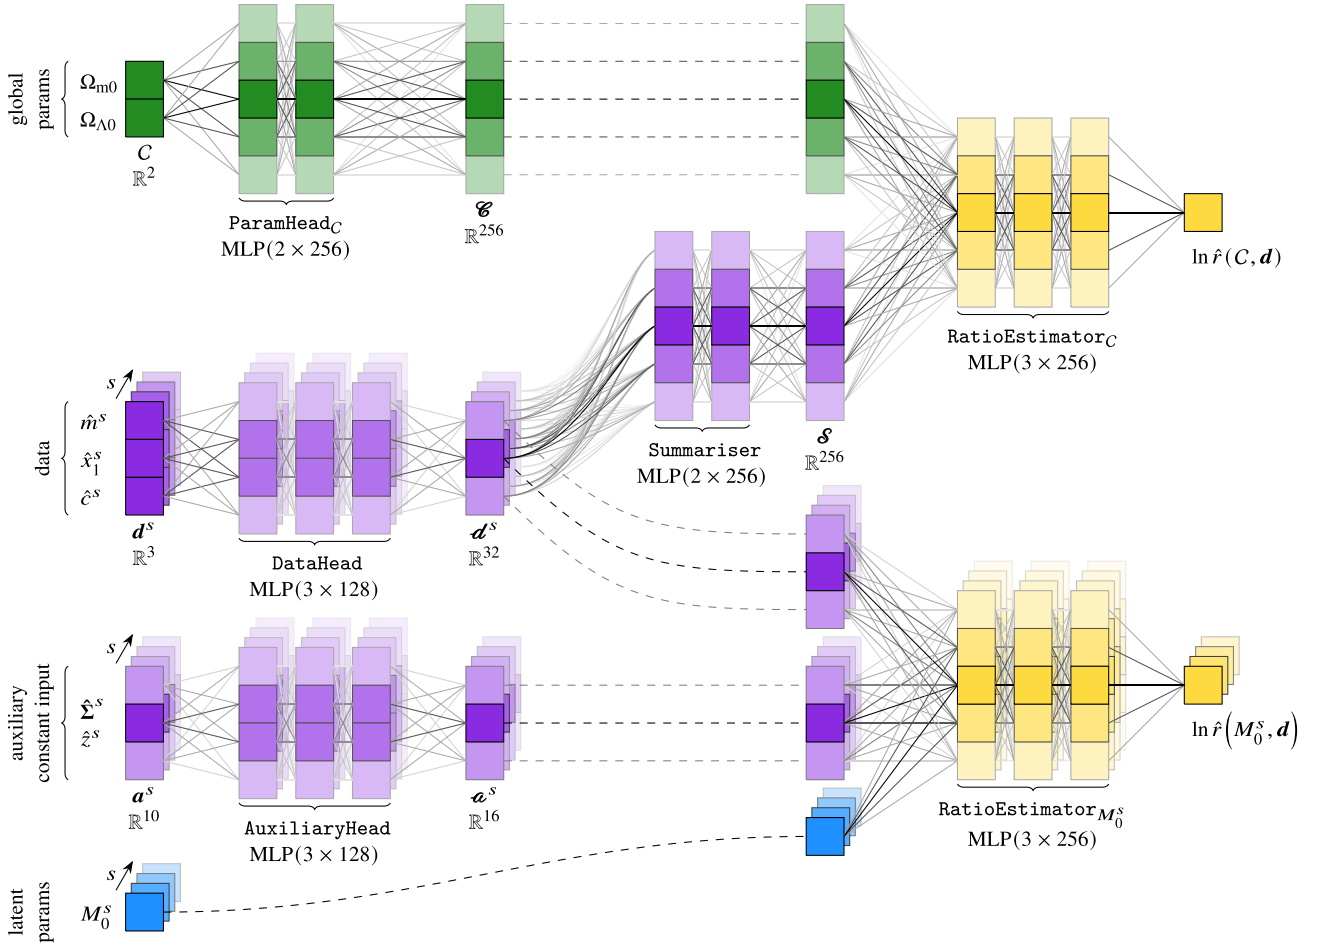 global
params
Ωm0
ΩΛ0
𝒞
ℝ²
ParamHead_𝒞
MLP(2 × 256)
𝒞
ℝ²⁵⁶
ln r̂(𝒞, d)
RatioEstimator_𝒞
MLP(3 × 256)
Summariser
MLP(2 × 256)
𝒮
ℝ²⁵⁶
data
s
m̂ˢ
x̂₁ˢ
ĉˢ
dˢ
ℝ³
DataHead
MLP(3 × 128)
𝒹ˢ
ℝ³²
auxiliary
constant input
s
Σ̂ˢ
ẑˢ
aˢ
ℝ¹⁰
AuxiliaryHead
MLP(3 × 128)
𝒶ˢ
ℝ¹⁶
ln r̂(M₀ˢ, d)
RatioEstimator_M₀ˢ
MLP(3 × 256)
latent
params
s
M₀ˢ